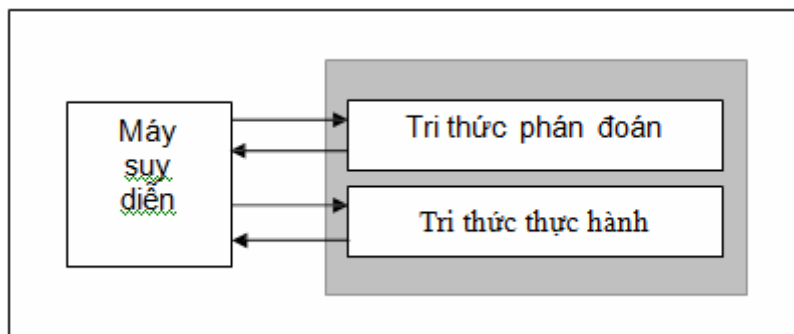 Máy
suy
diễn
Tri thức phán đoán
Tri thức thực hành